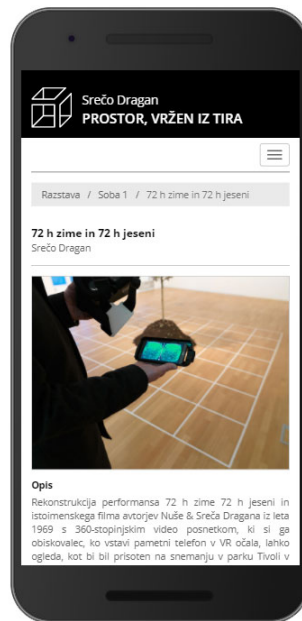 Srečo Dragan
PROSTOR, VRŽEN IZ TIRA
Razstava / Soba 1 / 72 h zime in 72 h jeseni
72 h zime in 72 h jeseni
Srečo Dragan
Opis
Rekonstrukcija performansa 72 h zime 72 h jeseni in
istoimenskega filma avtorjev Nuše & Sreča Dragana iz leta
1969 s 360-stopinjskim video posnetkom, ki si ga
obiskovalec, ko vstavi pametni telefon v VR očala, lahko
ogleda, kot bi bil prisoten na snemanju v parku Tivoli v